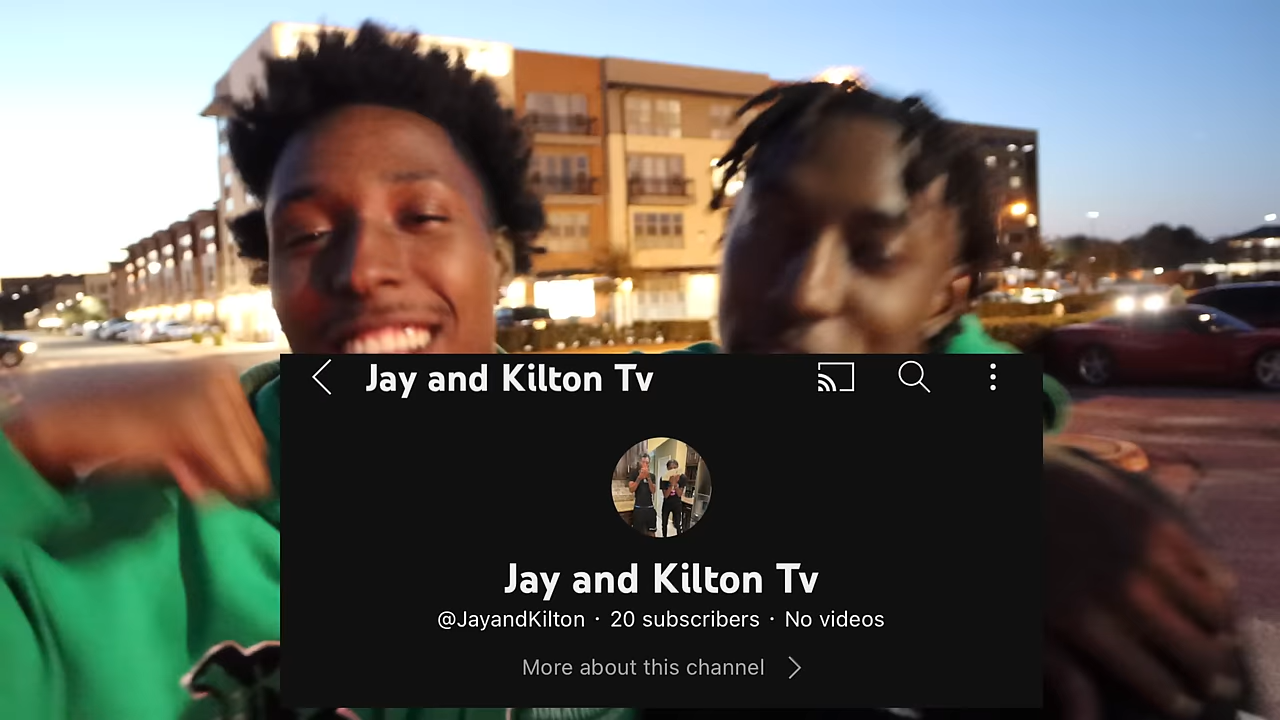 Jay and Kilton Tv
Jay and Kilton Tv
@JayandKilton · 20 subscribers · No videos
More about this channel